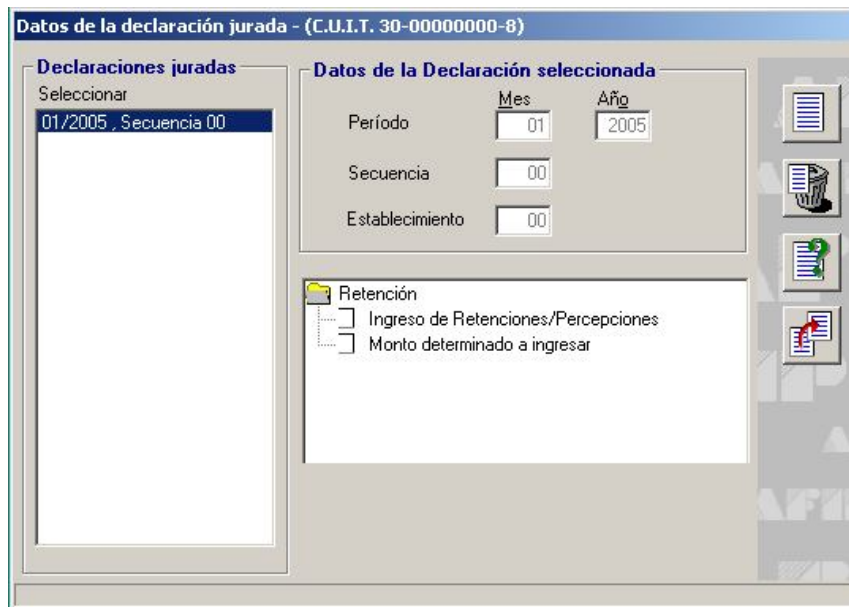 Datos de la declaración jurada - (C.U.I.T. 30-00000000-8)
Declaraciones juradas
Seleccionar
01/2005 , Secuencia 00
Datos de la Declaración seleccionada
Mes Año
Período 01 2005
Secuencia 00
Establecimiento 00
Retención
Ingreso de Retenciones/Percepciones
Monto determinado a ingresar